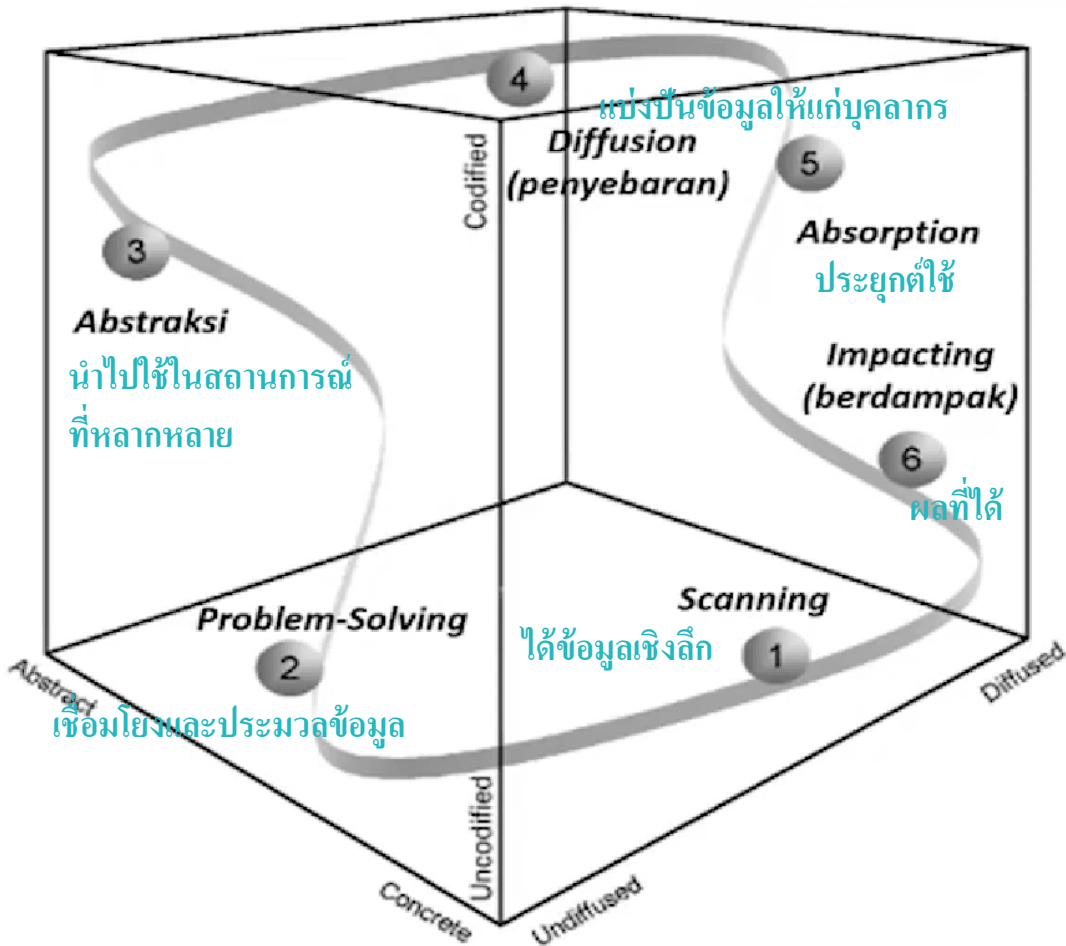 4
แบ่งปันข้อมูลให้แก่บุคลากร
Codified
Diffusion
(penyebaran)
5
3
Absorption
ประยุกต์ใช้
Abstraksi
นำไปใช้ในสถานการณ์
ที่หลากหลาย
Impacting
(berdampak)
6
ผลที่ได้
Scanning
Problem-Solving
ได้ข้อมูลเชิงลึก
1
2
Abstract
Diffused
เชื่อมโยงและประมวลข้อมูล
Uncodified
Concrete
Undiffused